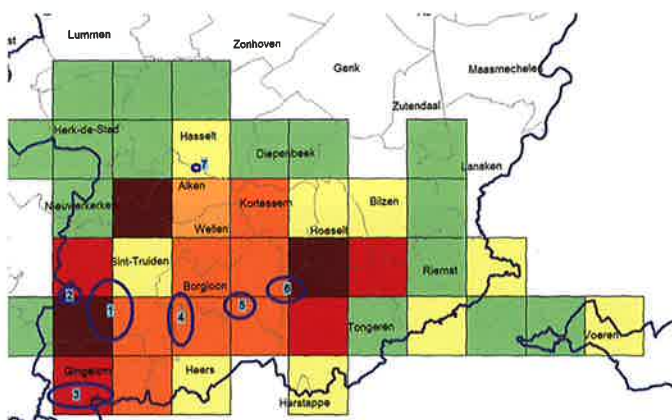 Lummen
Zonhoven
Genk
Maasmechelen
Zutendaal
Herk-de-Stad
Hasselt
Diepenbeek
Lanaken
7
Nieuwerkerken
Alken
Kortessem
Bilzen
Wellen
Hoeselt
Sint-Truiden
Riemst
Borgloon
2
6
1
4
5
Tongeren
Voeren
Gingelom
Heers
3
Herstappe